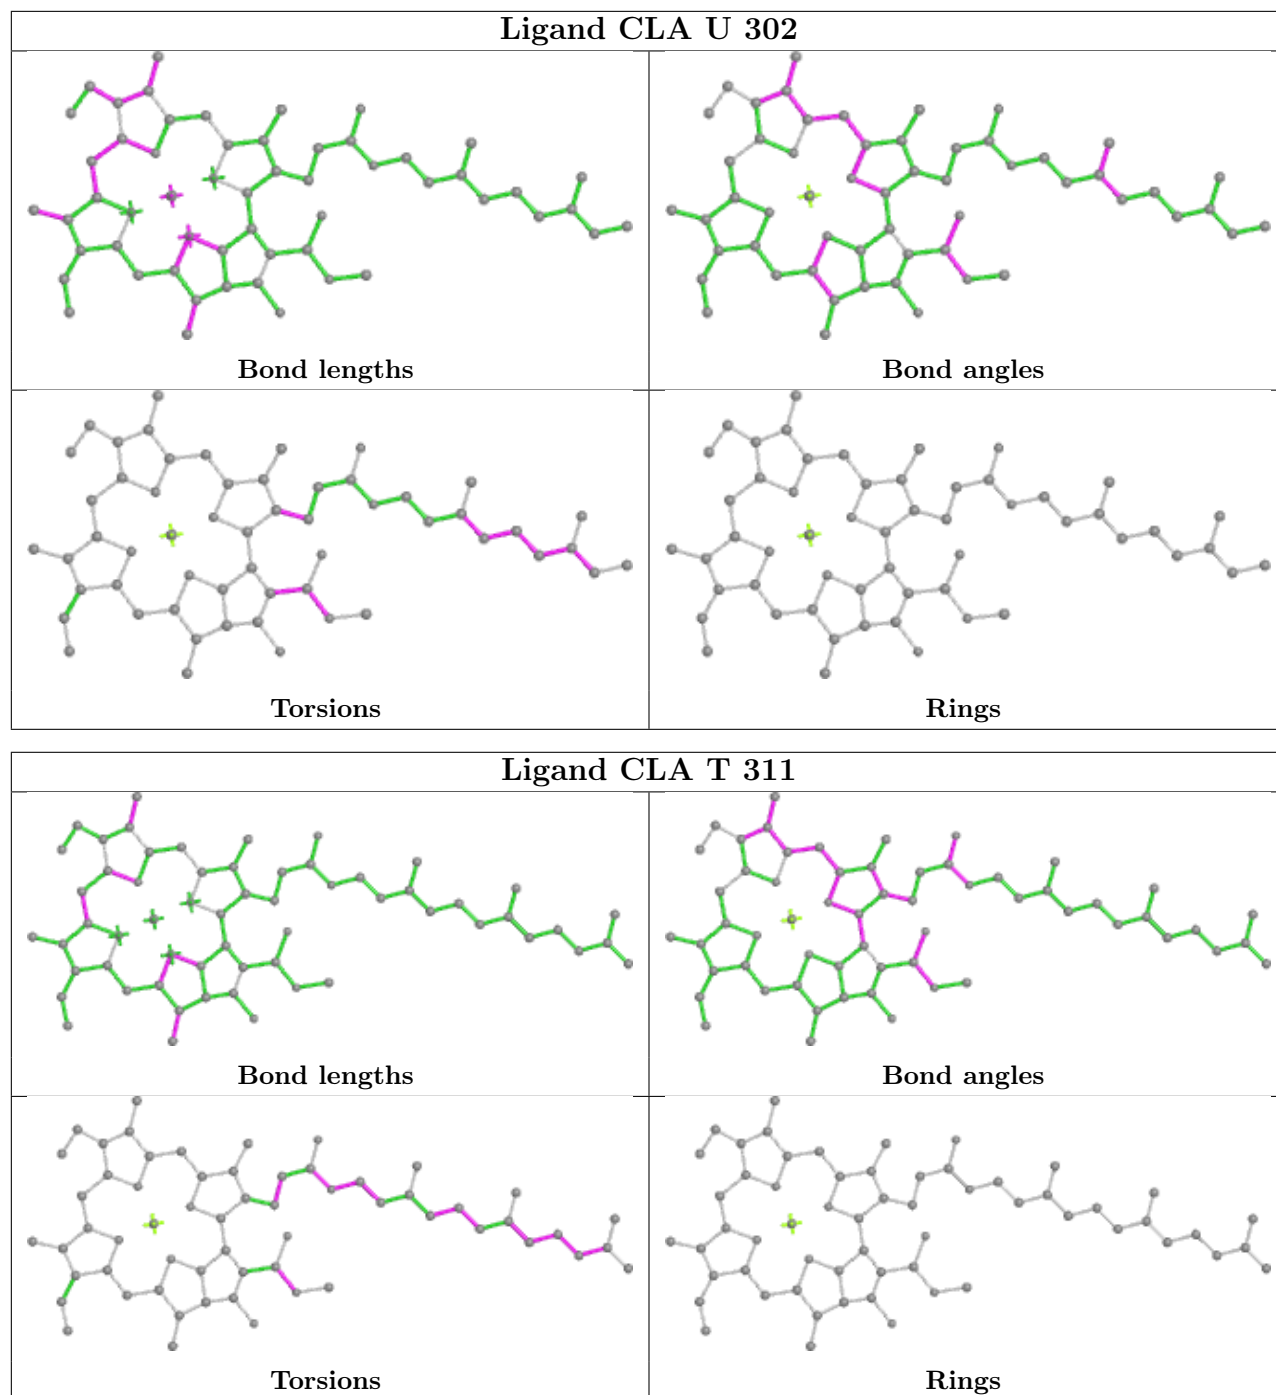 Ligand CLA U 302
Bond lengths
Bond angles
Torsions
Rings
Ligand CLA T 311
Bond lengths
Bond angles
Torsions
Rings